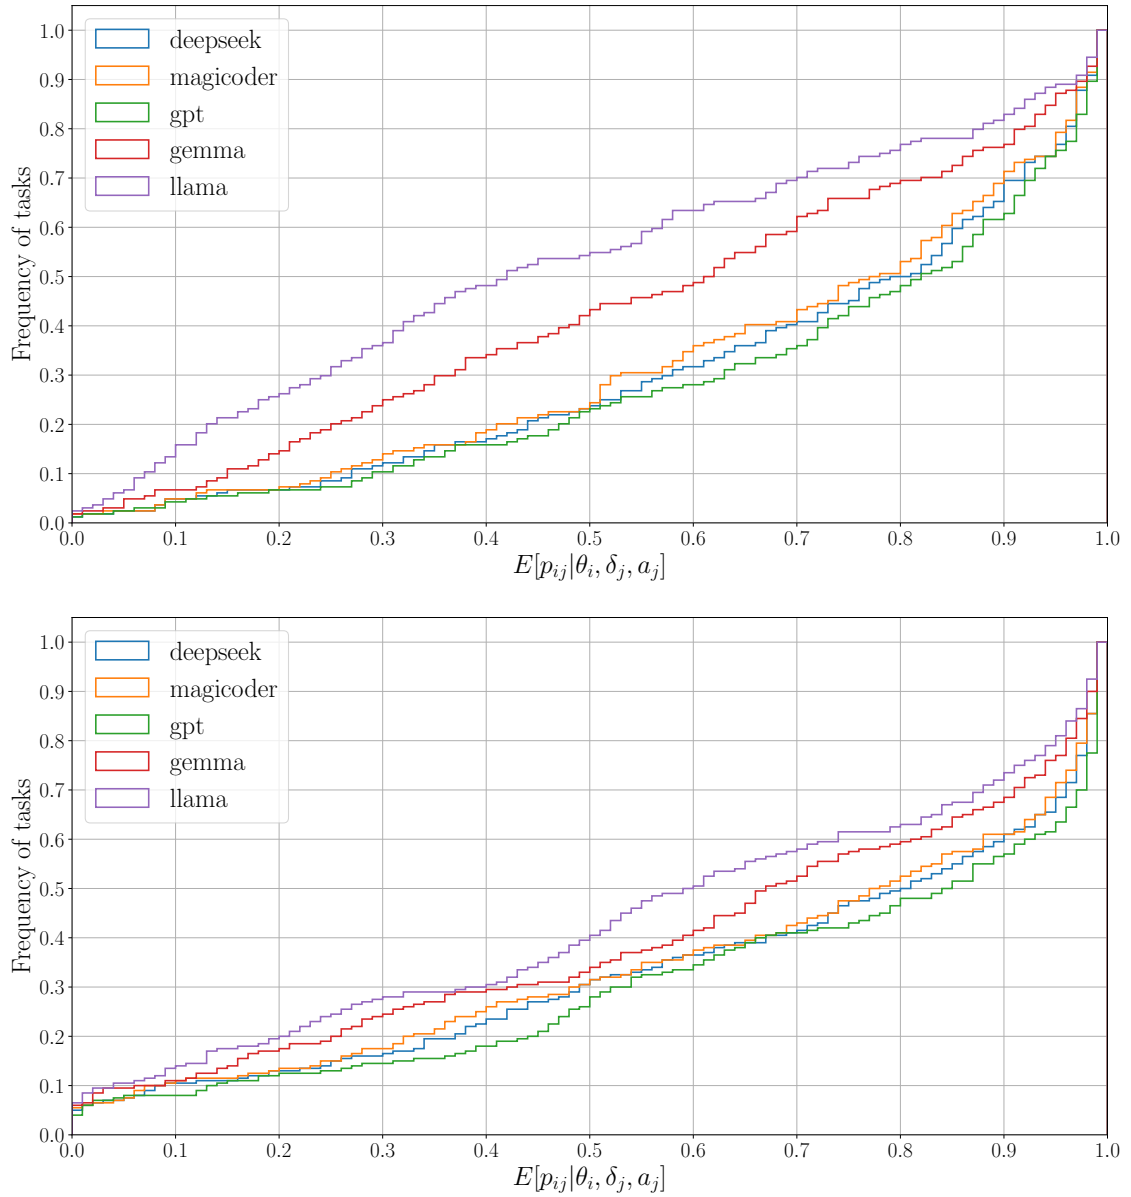 1.0
0.9
0.8
0.7
0.6
0.5
0.4
0.3
0.2
0.1
0.0
Frequency of tasks
deepseek
magicoder
gpt
gemma
llama
0.0 0.1 0.2 0.3 0.4 0.5 0.6 0.7 0.8 0.9 1.0
E[p_{ij}|θ_i, δ_j, a_j]
1.0
0.9
0.8
0.7
0.6
0.5
0.4
0.3
0.2
0.1
0.0
Frequency of tasks
deepseek
magicoder
gpt
gemma
llama
0.0 0.1 0.2 0.3 0.4 0.5 0.6 0.7 0.8 0.9 1.0
E[p_{ij}|θ_i, δ_j, a_j]